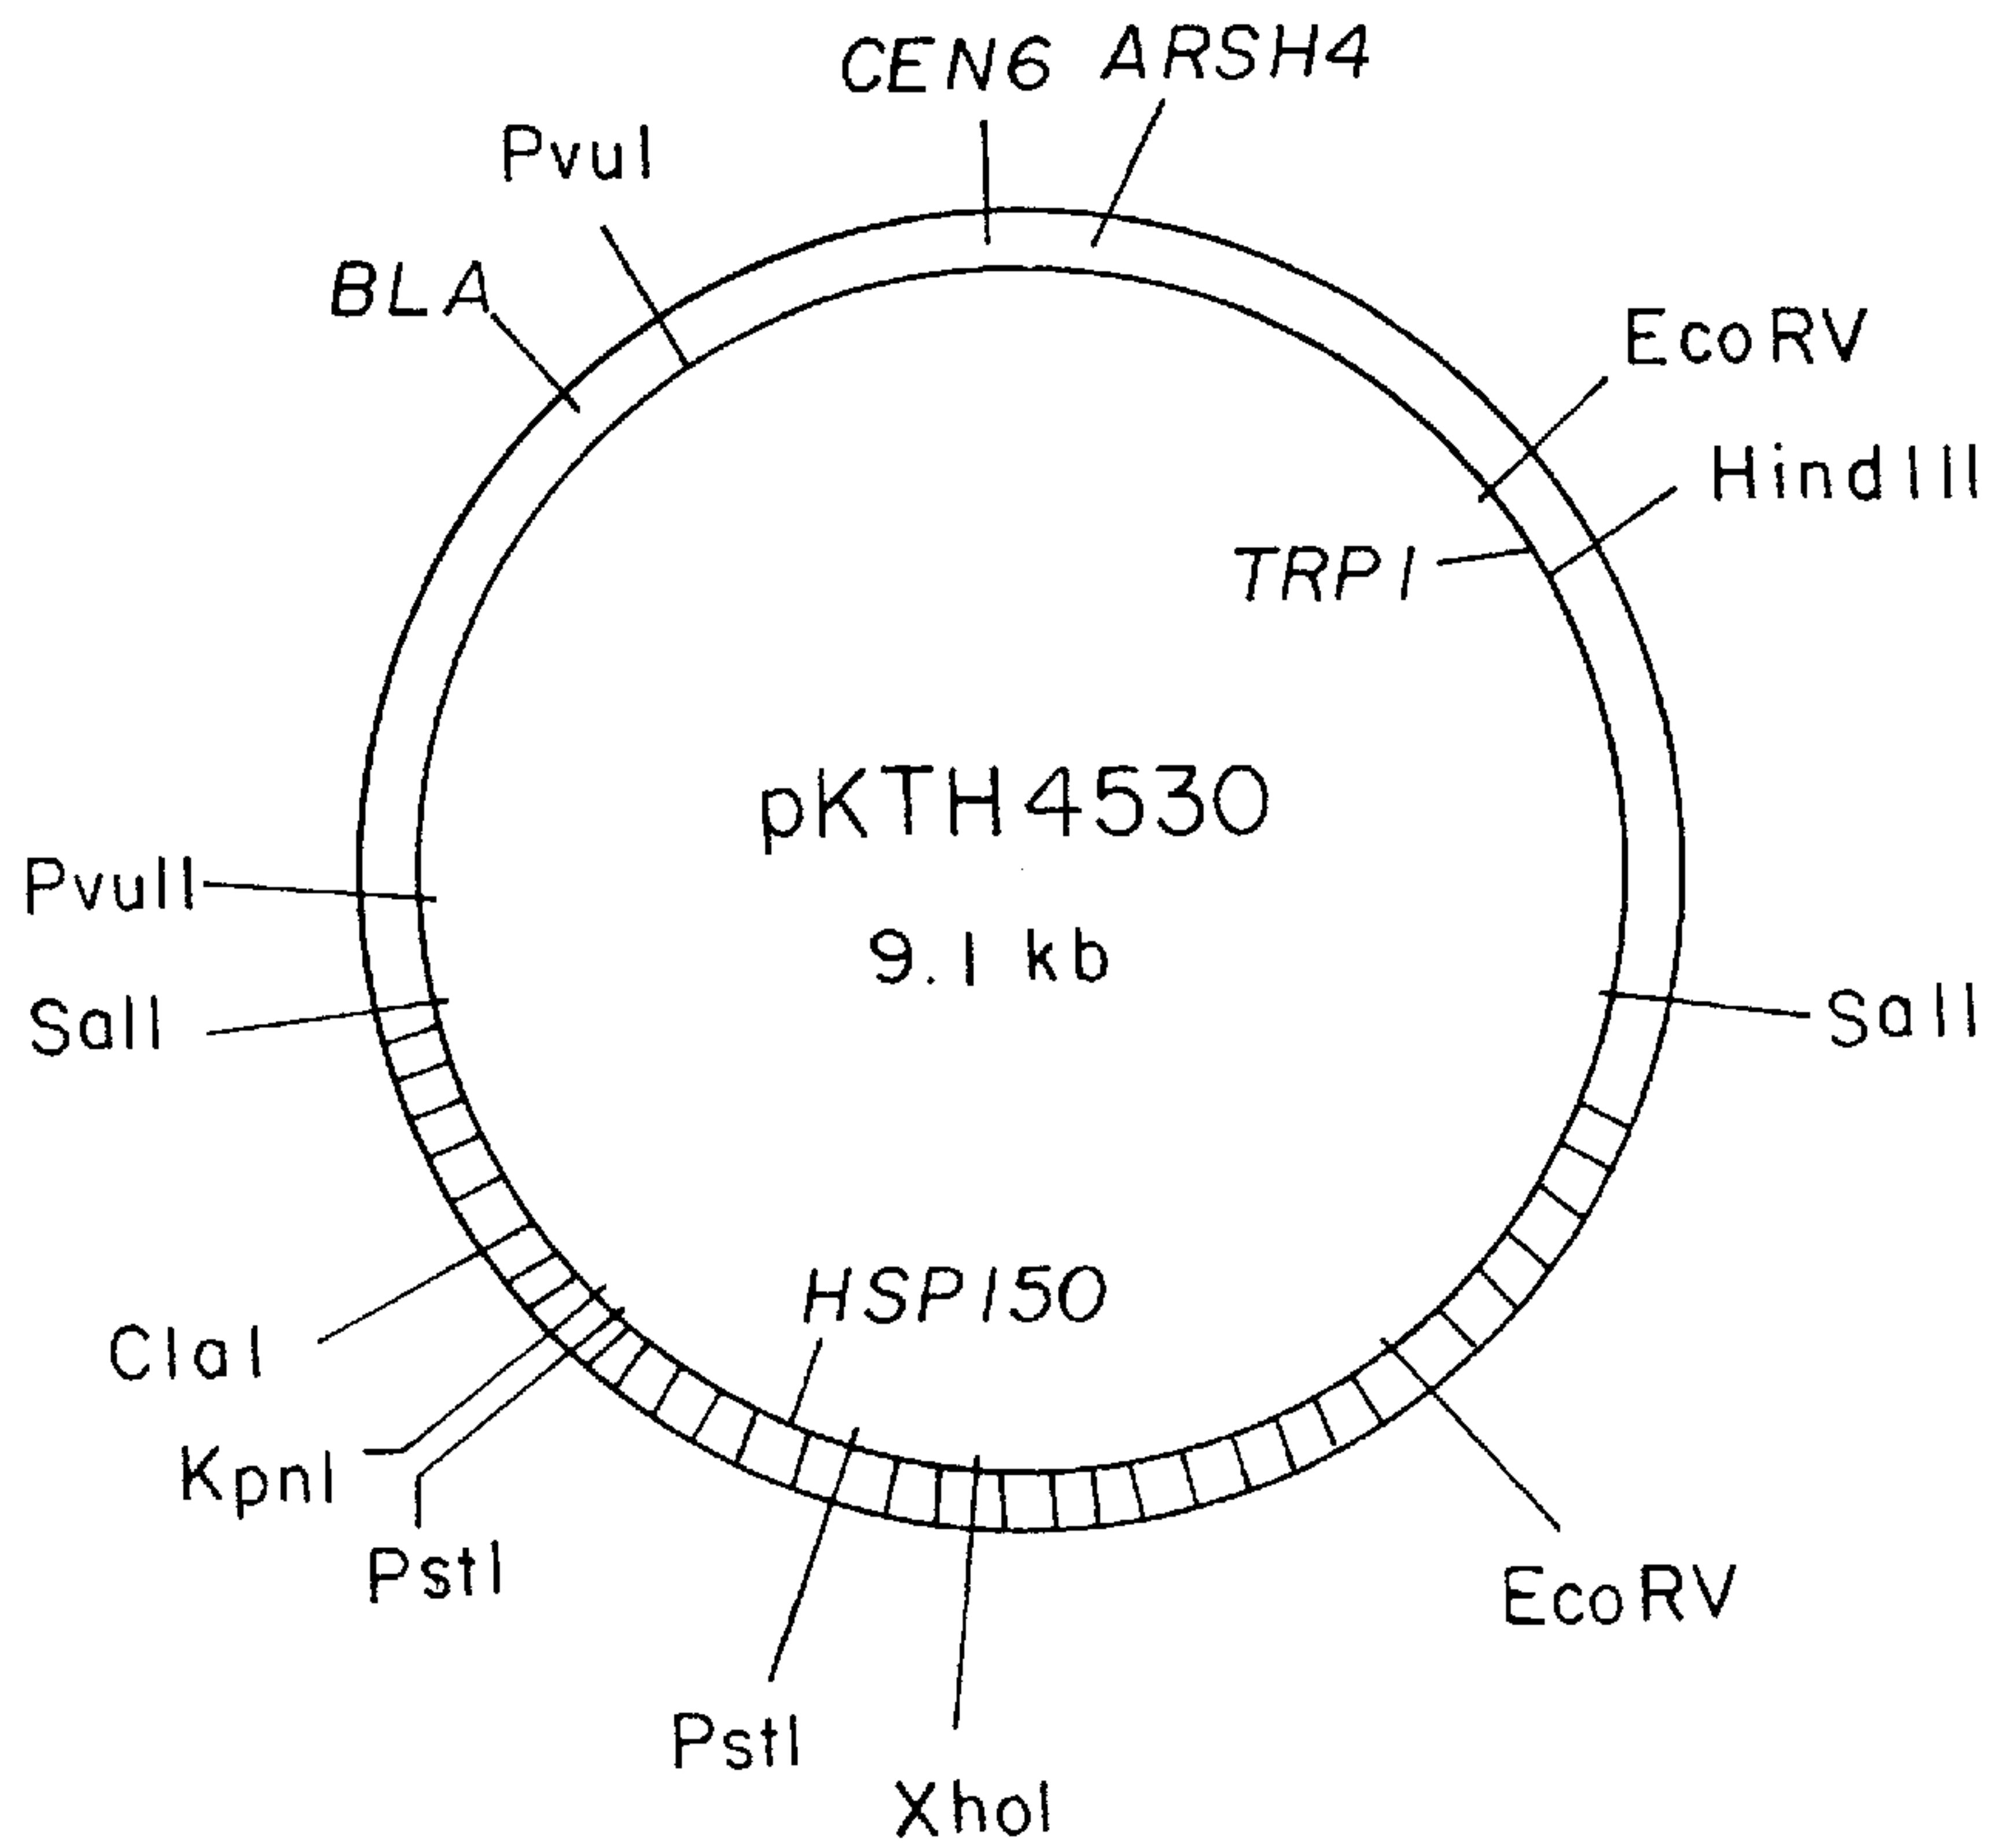 CEN6 ARSH4
PvuI
BLA
EcoRV
HindIII
TRP1
pKTH4530
9.1 kb
PvuII
SalI
SalI
HSP150
ClaI
KpnI
PstI
EcoRV
PstI
XhoI